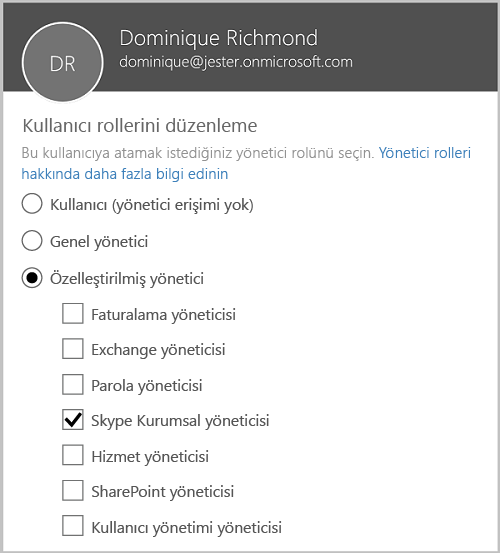 DR
Dominique Richmond
dominique@jester.onmicrosoft.com
Kullanıcı rollerini düzenleme
Bu kullanıcıya atamak istediğiniz yönetici rolünü seçin. Yönetici rolleri
hakkında daha fazla bilgi edinin
Kullanıcı (yönetici erişimi yok)
Genel yönetici
Özelleştirilmiş yönetici
Faturalama yöneticisi
Exchange yöneticisi
Parola yöneticisi
Skype Kurumsal yöneticisi
Hizmet yöneticisi
SharePoint yöneticisi
Kullanıcı yönetimi yöneticisi